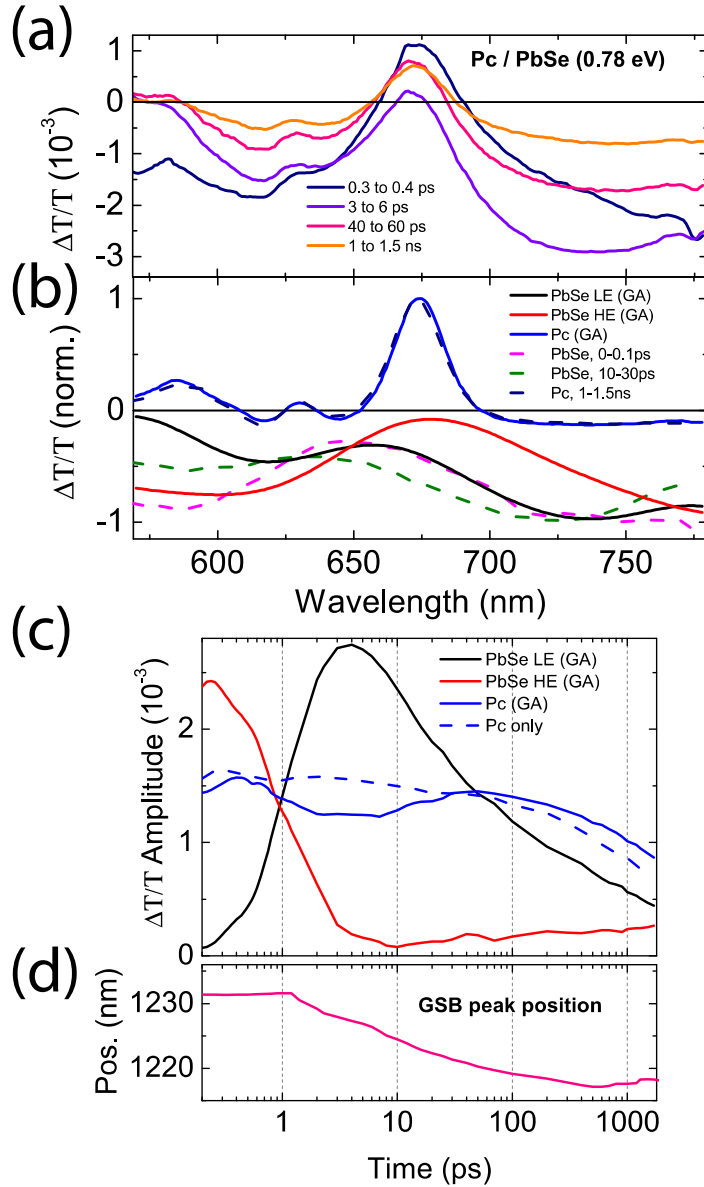 (a)
Pc / PbSe (0.78 eV)
1
0
-1
-2
-3
ΔT/T (10⁻³)
0.3 to 0.4 ps
3 to 6 ps
40 to 60 ps
1 to 1.5 ns
(b)
1
0
-1
ΔT/T (norm.)
PbSe LE (GA)
PbSe HE (GA)
Pc (GA)
PbSe, 0-0.1ps
PbSe, 10-30ps
Pc, 1-1.5ns
600 650 700 750
Wavelength (nm)
(c)
2
1
0
ΔT/T Amplitude (10⁻³)
PbSe LE (GA)
PbSe HE (GA)
Pc (GA)
Pc only
(d)
1230
1220
Pos. (nm)
GSB peak position
1 10 100 1000
Time (ps)